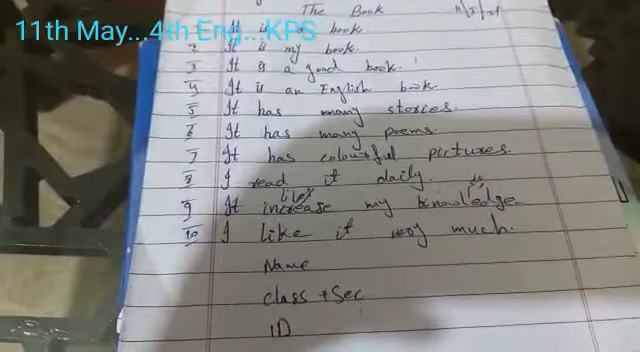 The Book
11th May...4th Eng...KPS
It is a book.
2 It is my book.
3 It is a good book.
4 It is an English book.
5 It has many stories.
6 It has many poems.
7 It has colourful pictures.
8 I read it daily.
9 It increase my knowledge
10 I like it very much.
Name
class + Sec
ID